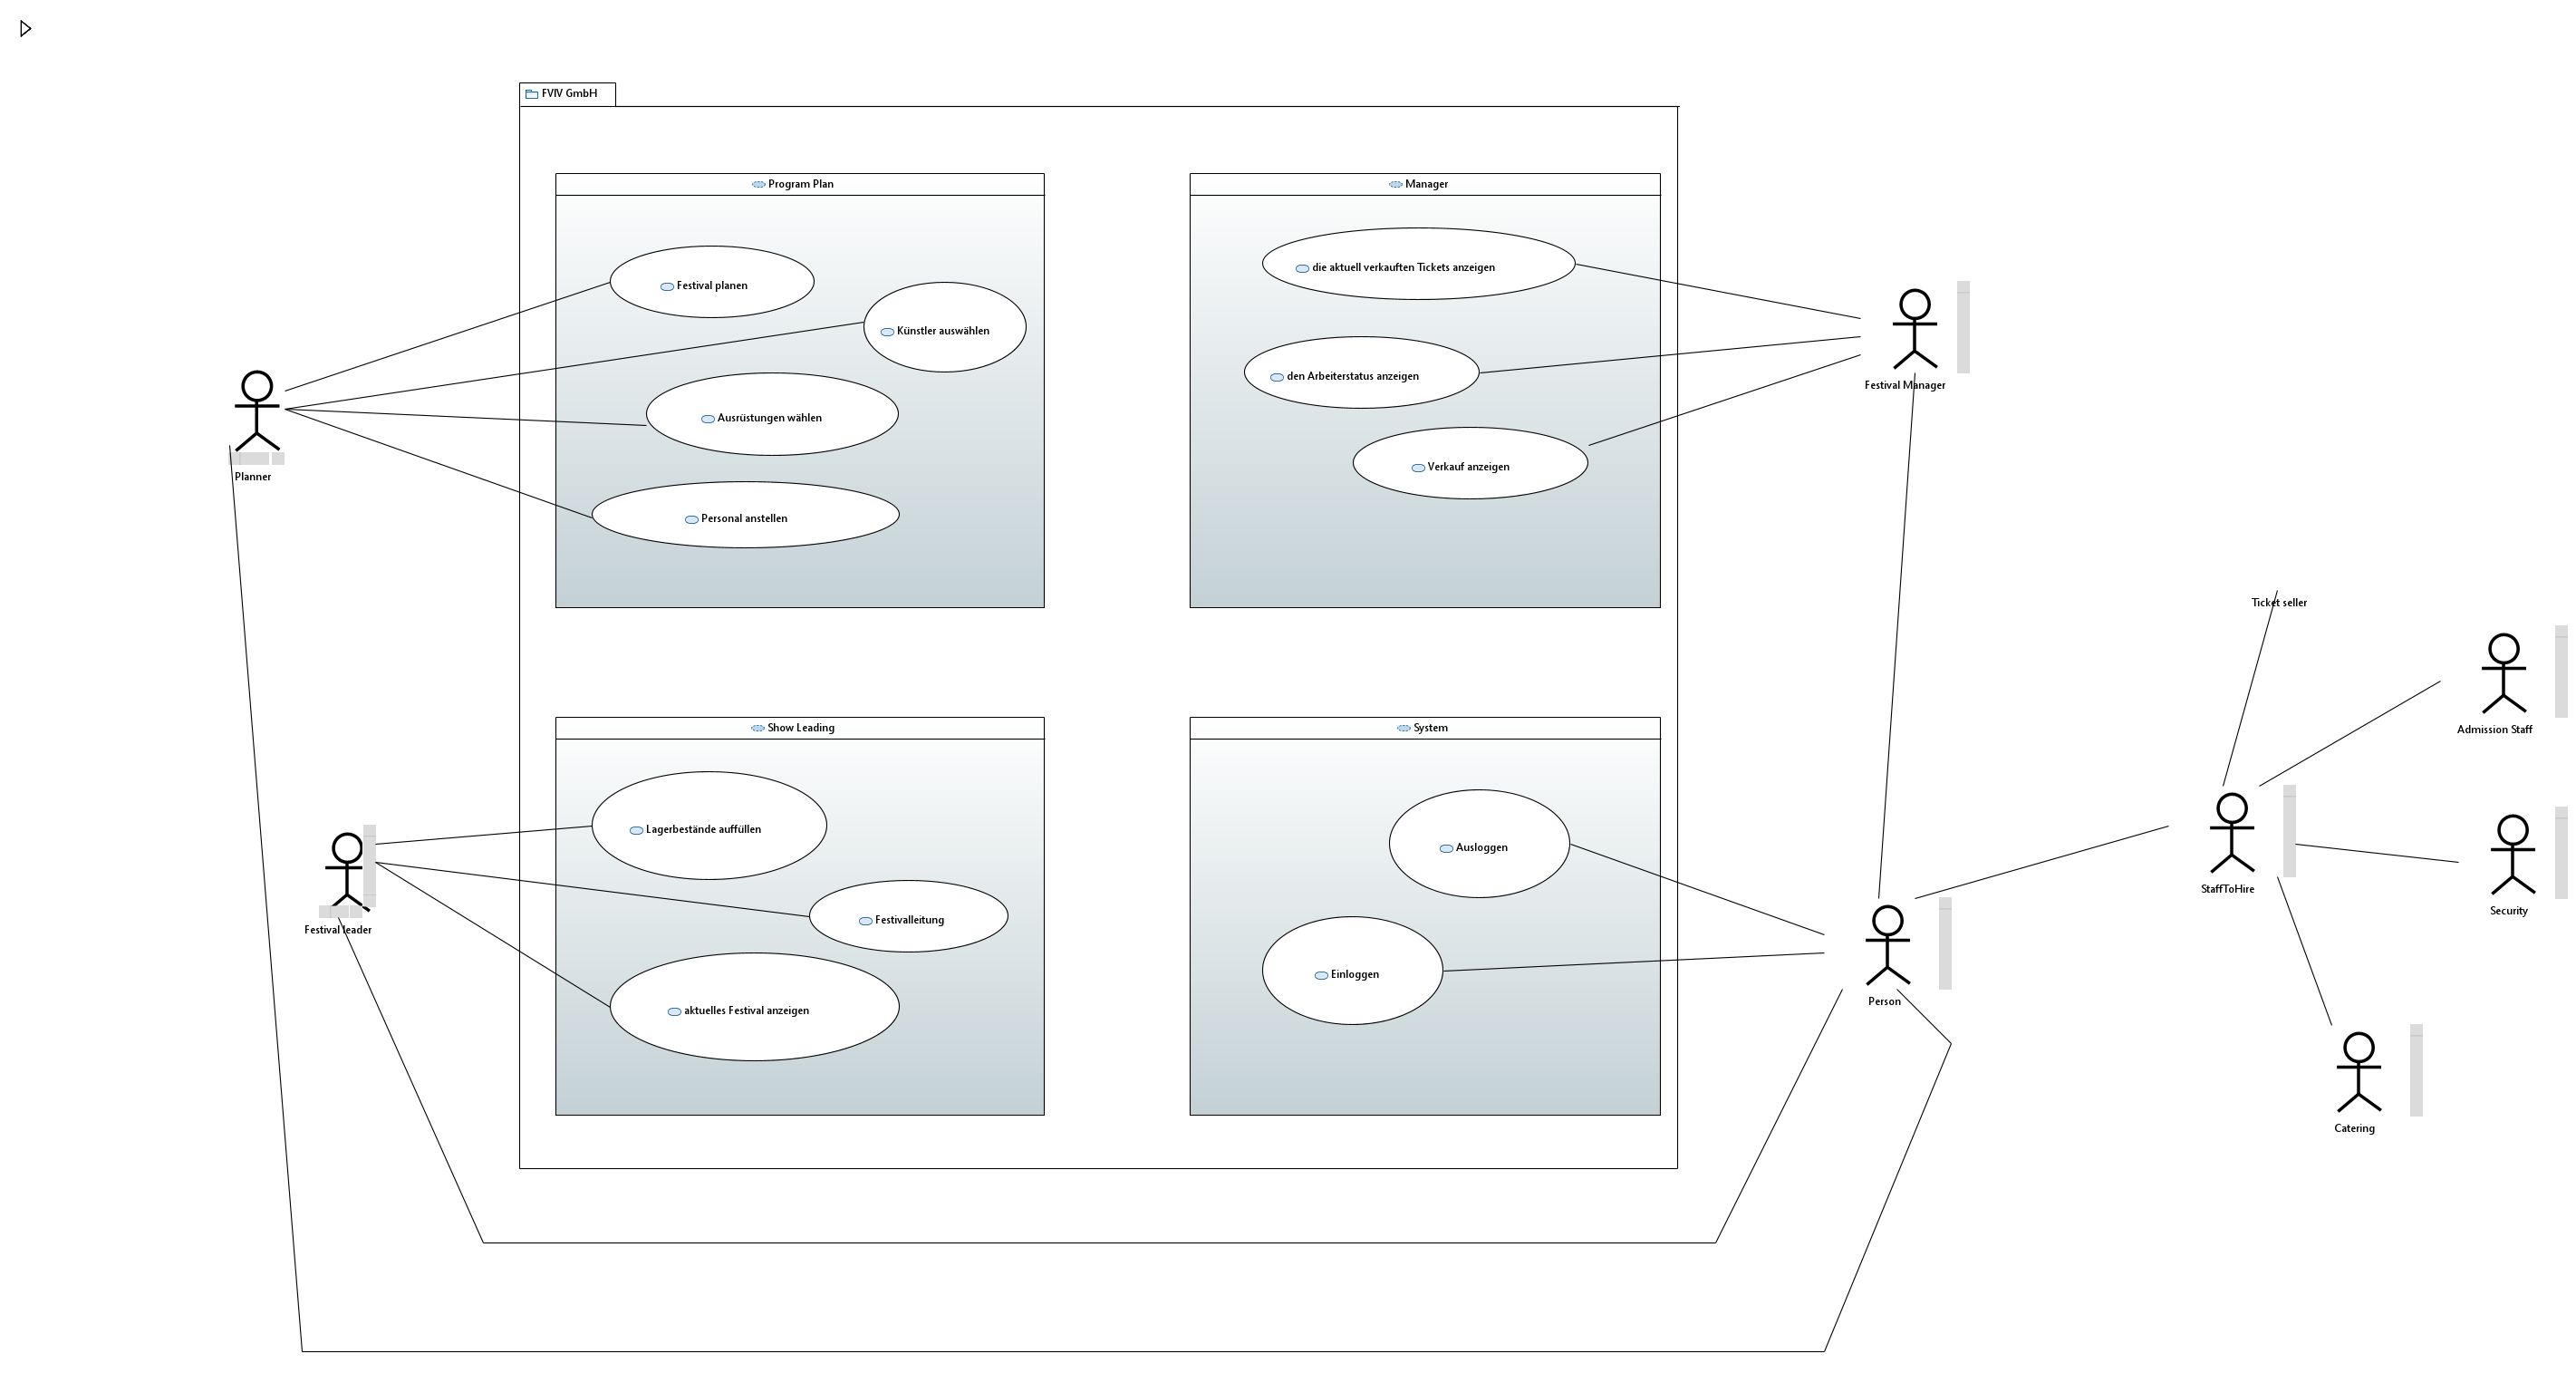 FVIV GmbH
Program Plan
Manager
Festival planen
die aktuell verkauften Tickets anzeigen
Künstler auswählen
den Arbeiterstatus anzeigen
Festival Manager
Ausrüstungen wählen
Verkauf anzeigen
Planner
Personal anstellen
Ticket seller
Show Leading
System
Admission Staff
Lagerbestände auffüllen
Ausloggen
StaffToHire
Security
Festivalleitung
Festival leader
Einloggen
Person
aktuelles Festival anzeigen
Catering